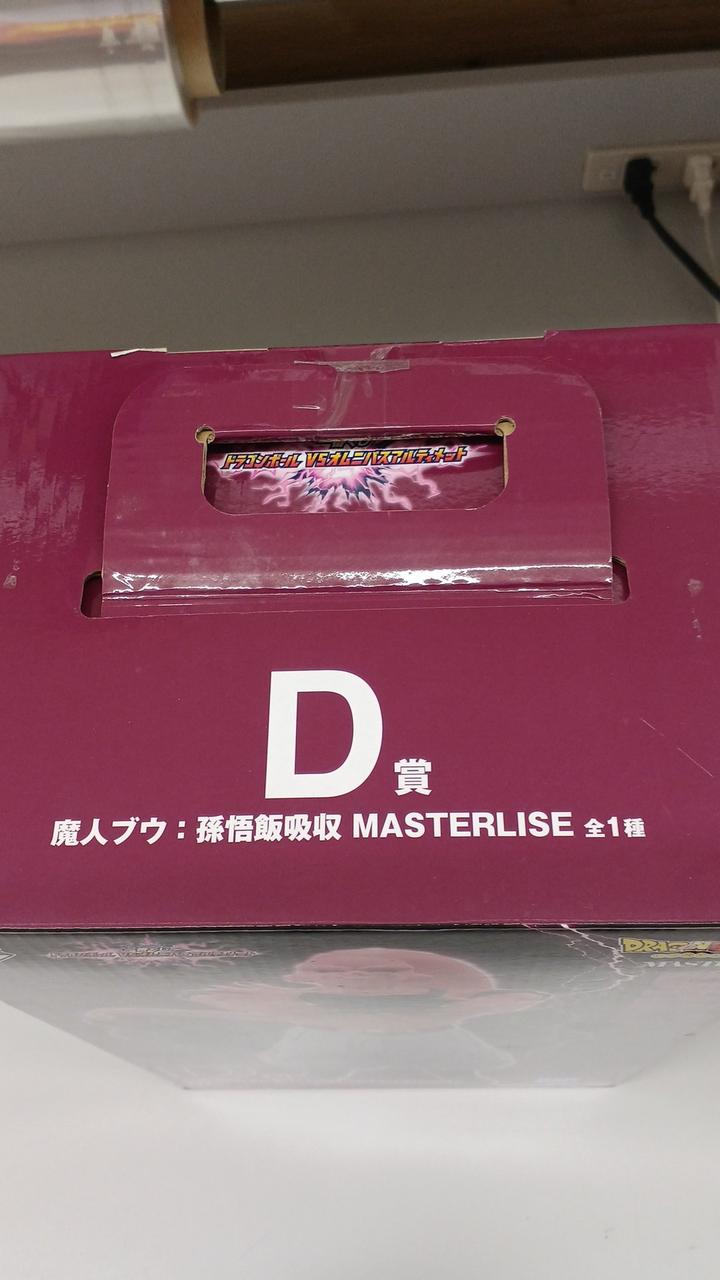 ドラゴンボール VSオムニバスアルティメット
D賞
魔人ブウ：孫悟飯吸収 MASTERLISE 全1種
DRAGON